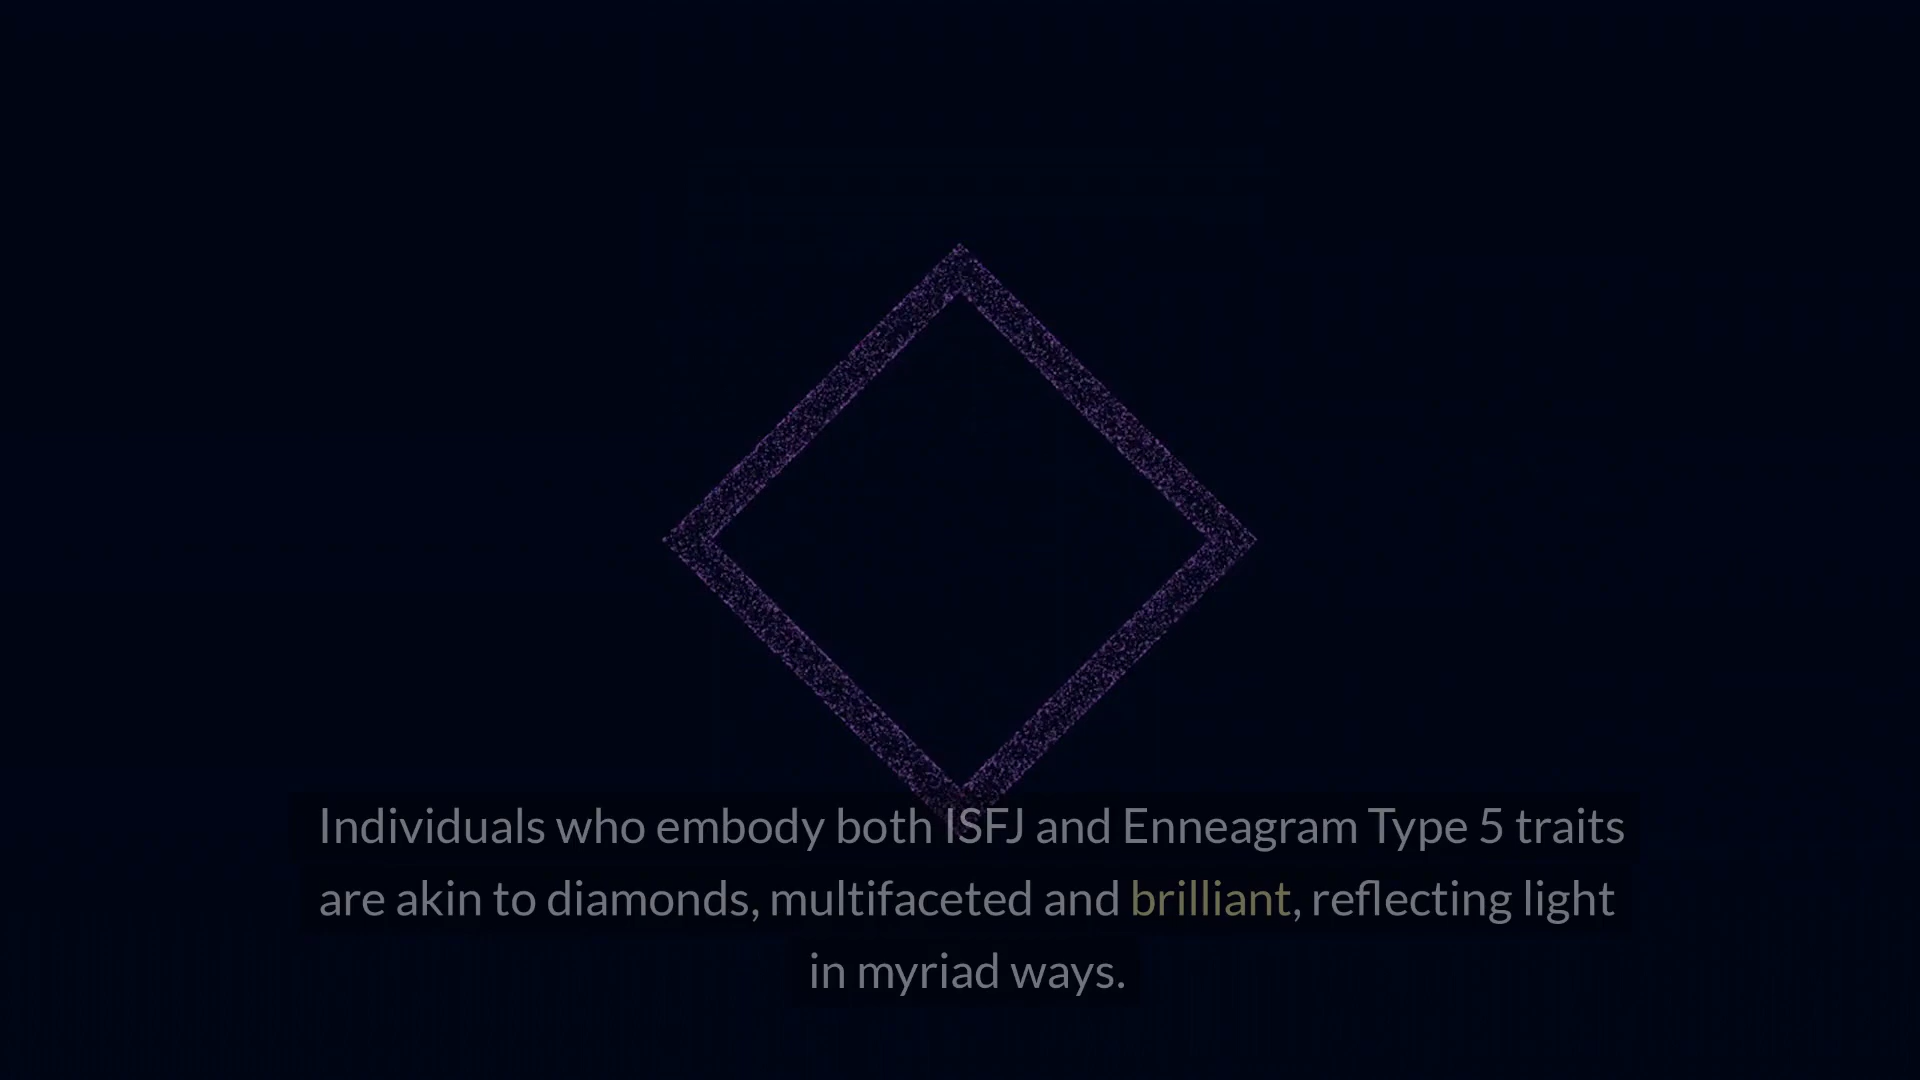 Individuals who embody both ISFJ and Enneagram Type 5 traits
are akin to diamonds, multifaceted and brilliant, reflecting light
in myriad ways.